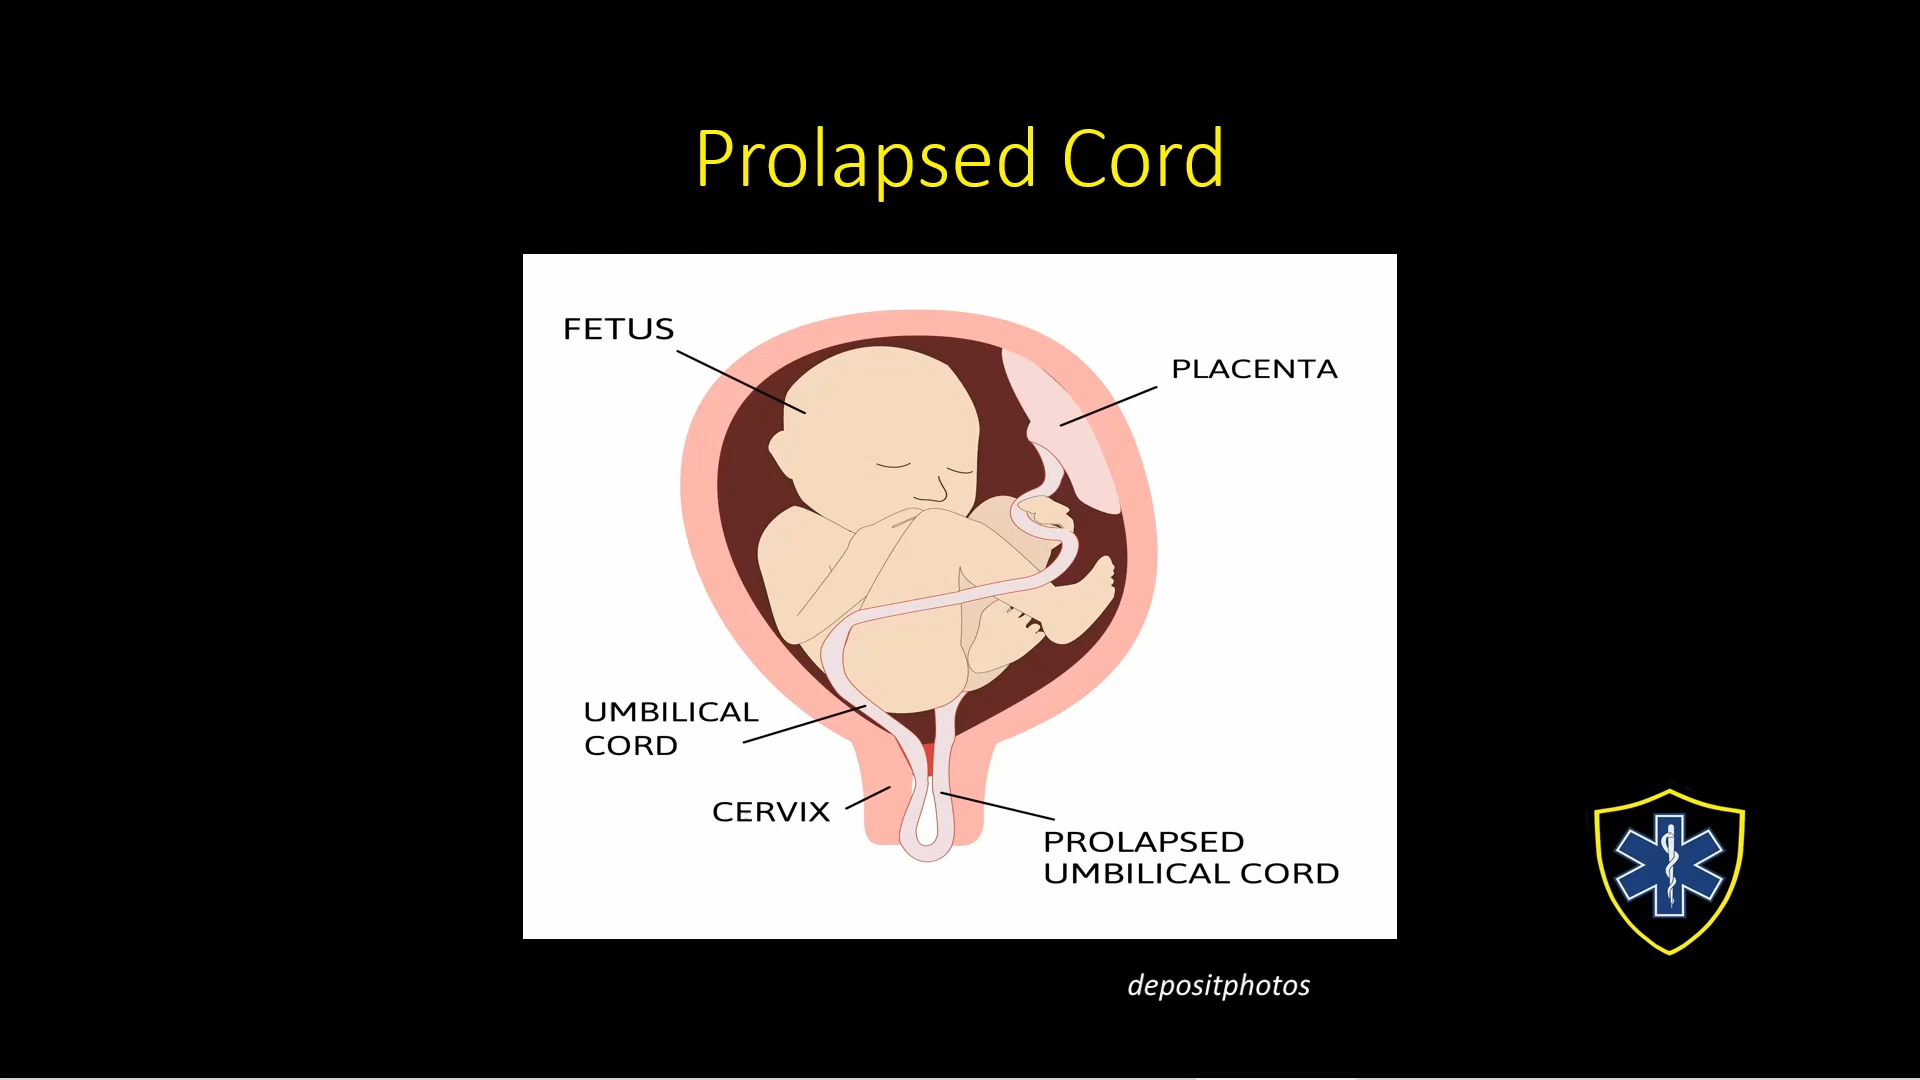 Prolapsed Cord
FETUS
PLACENTA
UMBILICAL
CORD
CERVIX
PROLAPSED
UMBILICAL CORD
depositphotos